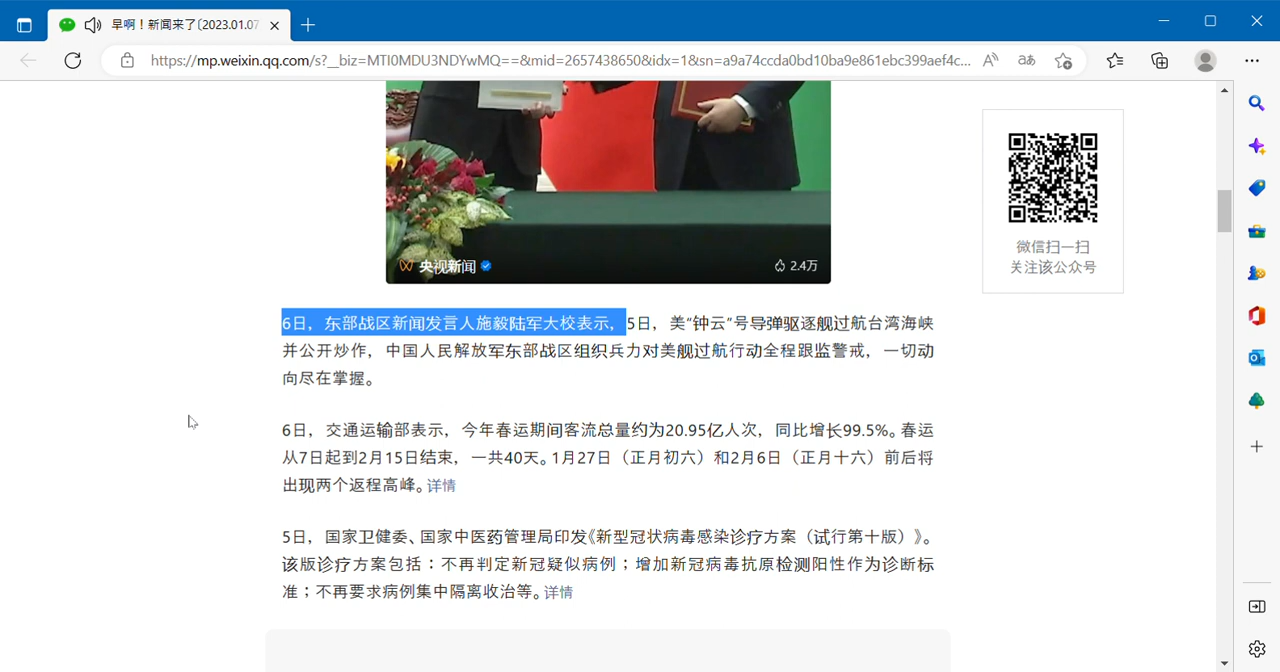 早啊！新闻来了〔2023.01.07
https://mp.weixin.qq.com/s?__biz=MTI0MDU3NDYwMQ==&mid=2657438650&idx=1&sn=a9a74ccda0bd10ba9e861ebc399aef4c...
央视新闻 2.4万
微信扫一扫
关注该公众号
6日，东部战区新闻发言人施毅陆军大校表示，5日，美“钟云”号导弹驱逐舰过航台湾海峡
并公开炒作，中国人民解放军东部战区组织兵力对美舰过航行动全程跟监警戒，一切动
向尽在掌握。
6日，交通运输部表示，今年春运期间客流总量约为20.95亿人次，同比增长99.5%。春运
从7日起到2月15日结束，一共40天。1月27日（正月初六）和2月6日（正月十六）前后将
出现两个返程高峰。详情
5日，国家卫健委、国家中医药管理局印发《新型冠状病毒感染诊疗方案（试行第十版）》。
该版诊疗方案包括：不再判定新冠疑似病例；增加新冠病毒抗原检测阳性作为诊断标
准；不再要求病例集中隔离收治等。详情